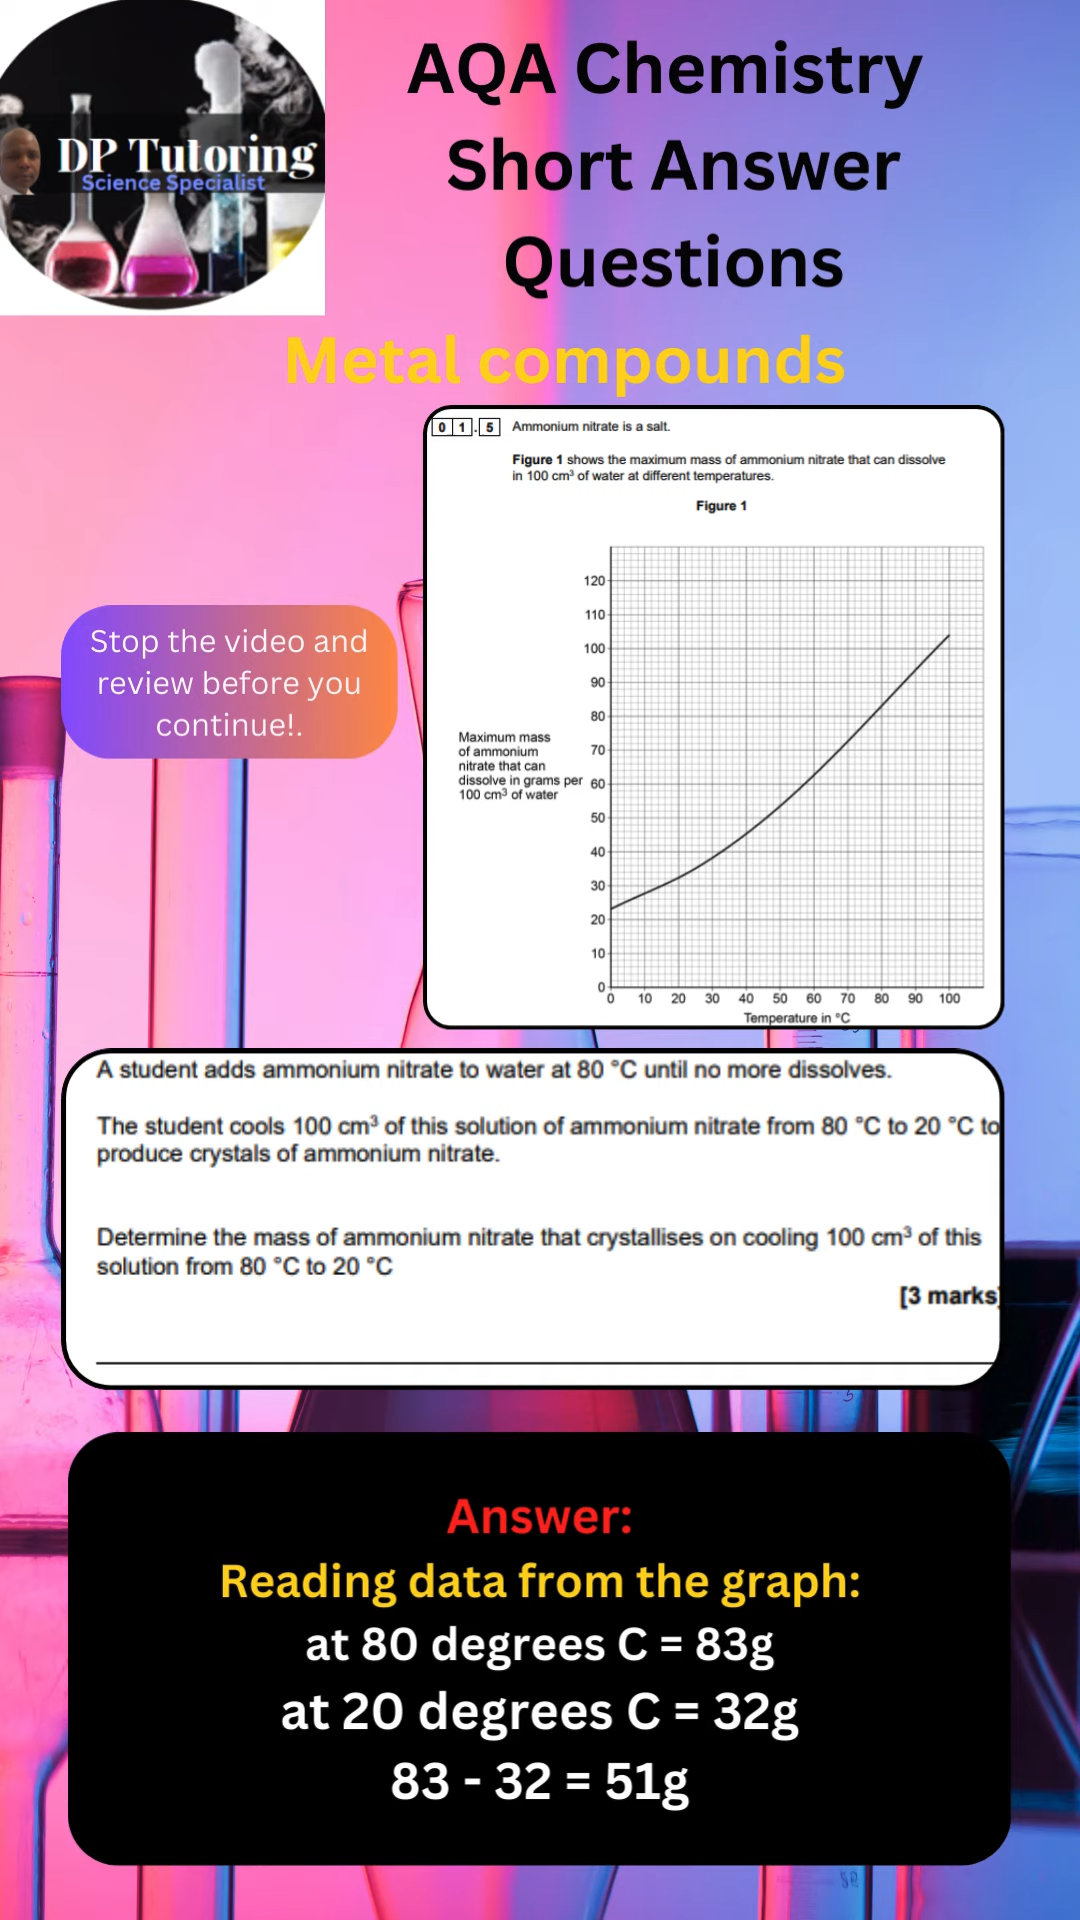 DP Tutoring
Science Specialist
AQA Chemistry
Short Answer
Questions
Metal compounds
0 1 . 5 Ammonium nitrate is a salt.
Figure 1 shows the maximum mass of ammonium nitrate that can dissolve
in 100 cm³ of water at different temperatures.
Figure 1
Stop the video and
review before you
continue!.
Maximum mass
of ammonium
nitrate that can
dissolve in grams per
100 cm³ of water
120
110
100
90
80
70
60
50
40
30
20
10
0
0 10 20 30 40 50 60 70 80 90 100
Temperature in °C
A student adds ammonium nitrate to water at 80 °C until no more dissolves.
The student cools 100 cm³ of this solution of ammonium nitrate from 80 °C to 20 °C to
produce crystals of ammonium nitrate.
Determine the mass of ammonium nitrate that crystallises on cooling 100 cm³ of this
solution from 80 °C to 20 °C
[3 marks]
Answer:
Reading data from the graph:
at 80 degrees C = 83g
at 20 degrees C = 32g
83 - 32 = 51g